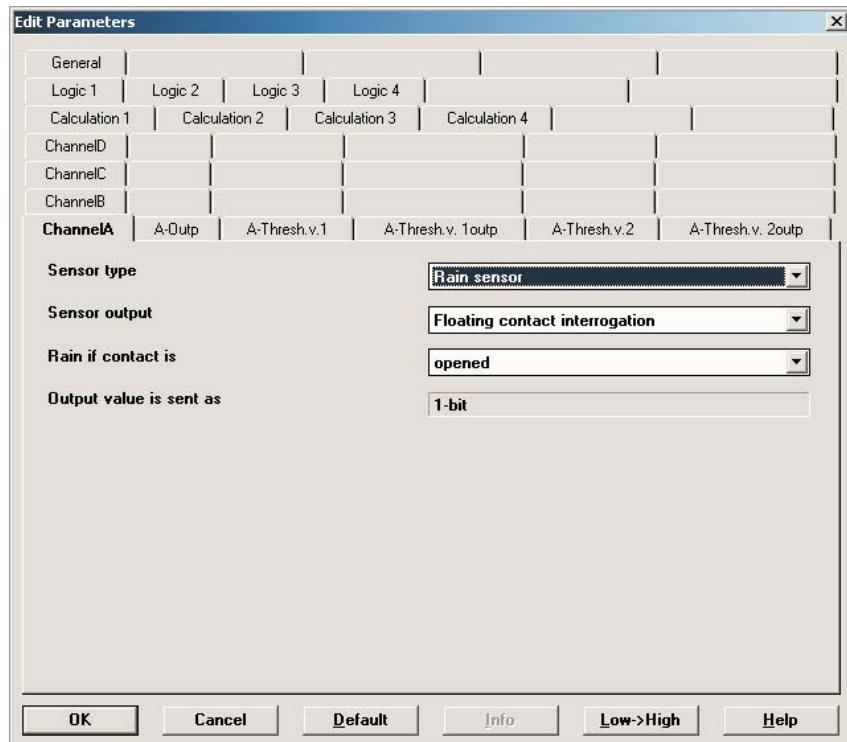 Edit Parameters
General
Logic 1 Logic 2 Logic 3 Logic 4
Calculation 1 Calculation 2 Calculation 3 Calculation 4
ChannelD
ChannelC
ChannelB
ChannelA A-Outp A-Thresh.v.1 A-Thresh.v. 1outp A-Thresh.v.2 A-Thresh.v. 2outp
Sensor type Rain sensor
Sensor output Floating contact interrogation
Rain if contact is opened
Output value is sent as 1-bit
OK Cancel Default Info Low->High Help